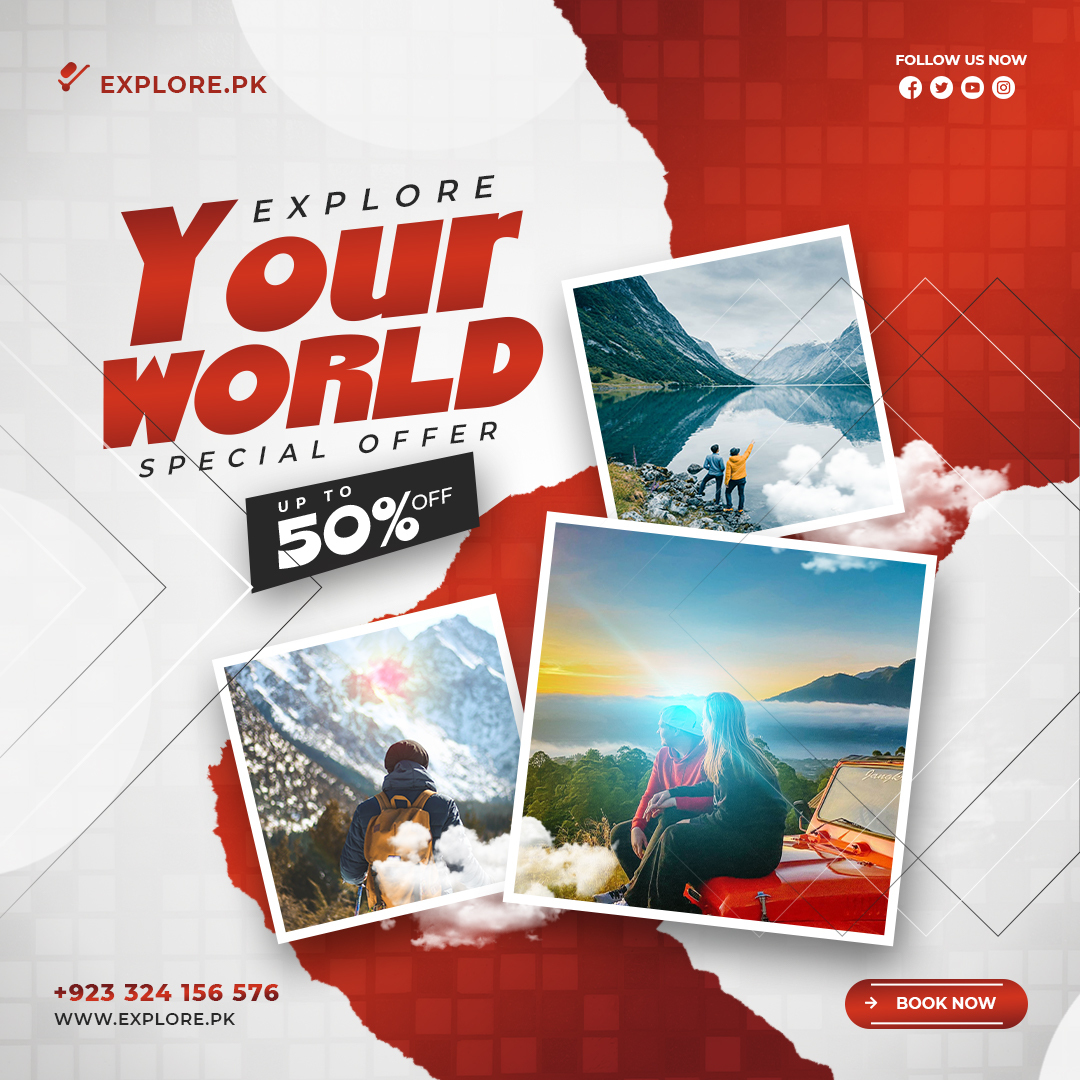 EXPLORE.PK
FOLLOW US NOW
EXPLORE
Your
WORLD
SPECIAL OFFER
UP TO
50% OFF
+923 324 156 576
WWW.EXPLORE.PK
BOOK NOW